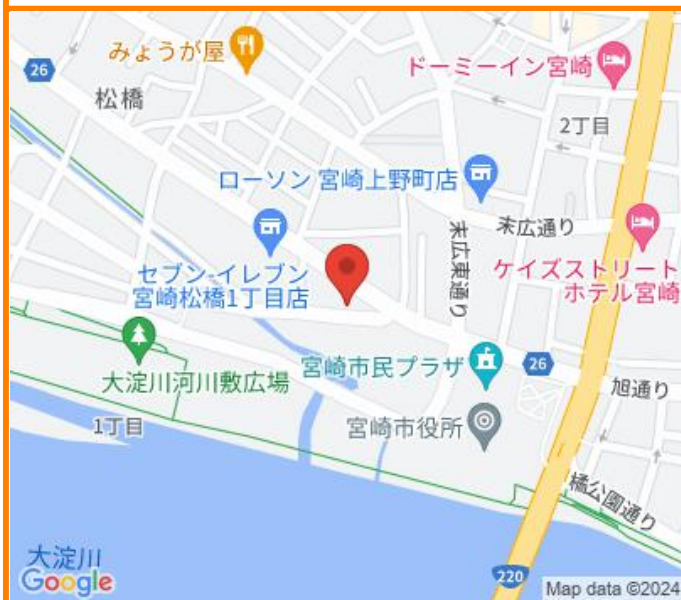 みょうが屋
ドーミーイン宮崎
26
松橋
2丁目
ローソン 宮崎上野町店
末広通り
末広東通り
セブン-イレブン
宮崎松橋1丁目店
ケイズストリート
ホテル宮崎
大淀川河川敷広場
宮崎市民プラザ
26
旭通り
1丁目
宮崎市役所
橘公園通り
大淀川
Google
220
Map data ©2024